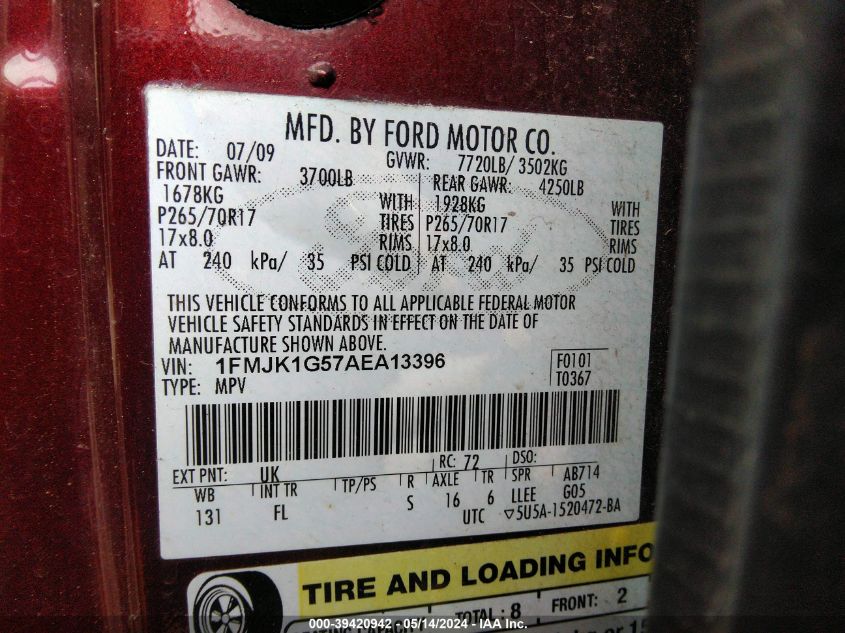 MFD. BY FORD MOTOR CO.
DATE: 07/09 GVWR: 7720LB/ 3502KG
FRONT GAWR: 3700LB REAR GAWR: 4250LB
1678KG WITH 1928KG WITH
P265/70R17 TIRES P265/70R17 TIRES
17x8.0 RIMS 17x8.0 RIMS
AT 240 kPa/ 35 PSI COLD AT 240 kPa/ 35 PSI COLD
THIS VEHICLE CONFORMS TO ALL APPLICABLE FEDERAL MOTOR
VEHICLE SAFETY STANDARDS IN EFFECT ON THE DATE OF
MANUFACTURE SHOWN ABOVE.
VIN: 1FMJK1G57AEA13396 F0101
TYPE: MPV T0367
EXT PNT: UK RC: 72 DSO:
WB INT TR TP/PS R AXLE TR SPR AB714
131 FL S 16 6 LLEE G05
UTC ▽5U5A-1520472-BA
TIRE AND LOADING INFO
TOTAL: 8 FRONT: 2
000-39420942 - 05/14/2024 - IAA Inc.